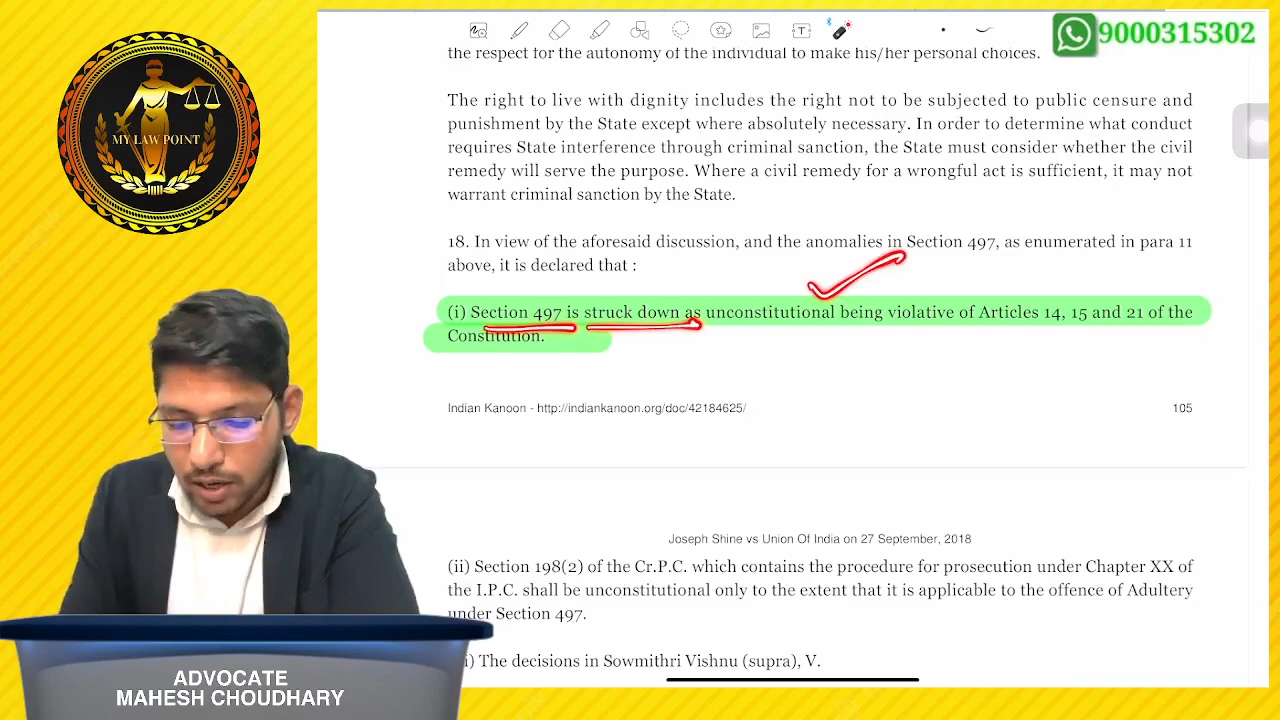 9000315302
MY LAW POINT
the respect for the autonomy of the individual to make his/her personal choices.
The right to live with dignity includes the right not to be subjected to public censure and
punishment by the State except where absolutely necessary. In order to determine what conduct
requires State interference through criminal sanction, the State must consider whether the civil
remedy will serve the purpose. Where a civil remedy for a wrongful act is sufficient, it may not
warrant criminal sanction by the State.
18. In view of the aforesaid discussion, and the anomalies in Section 497, as enumerated in para 11
above, it is declared that :
(i) Section 497 is struck down as unconstitutional being violative of Articles 14, 15 and 21 of the
Constitution.
Indian Kanoon - http://indiankanoon.org/doc/42184625/ 105
Joseph Shine vs Union Of India on 27 September, 2018
(ii) Section 198(2) of the Cr.P.C. which contains the procedure for prosecution under Chapter XX of
the I.P.C. shall be unconstitutional only to the extent that it is applicable to the offence of Adultery
under Section 497.
i) The decisions in Sowmithri Vishnu (supra), V.
ADVOCATE
MAHESH CHOUDHARY